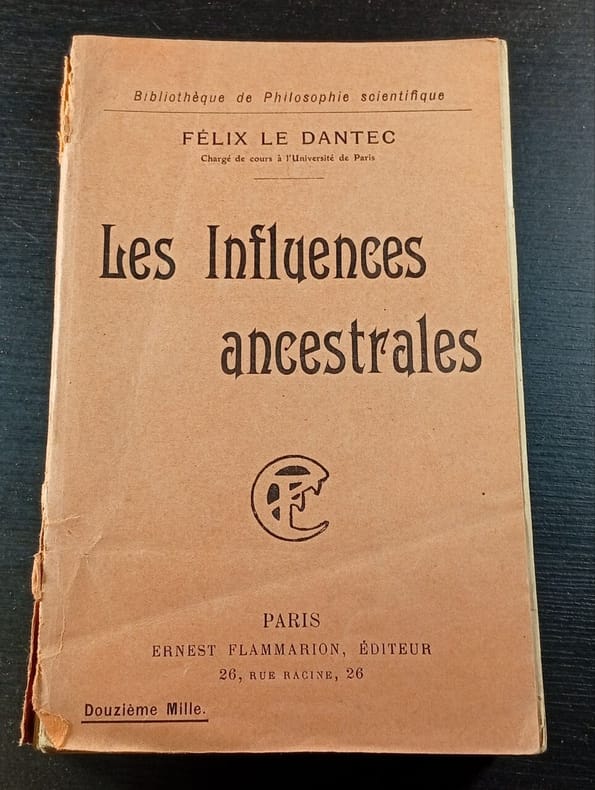 Bibliothèque de Philosophie scientifique
FÉLIX LE DANTEC
Chargé de cours à l'Université de Paris
Les Influences
ancestrales
PARIS
ERNEST FLAMMARION, ÉDITEUR
26, RUE RACINE, 26
Douzième Mille.